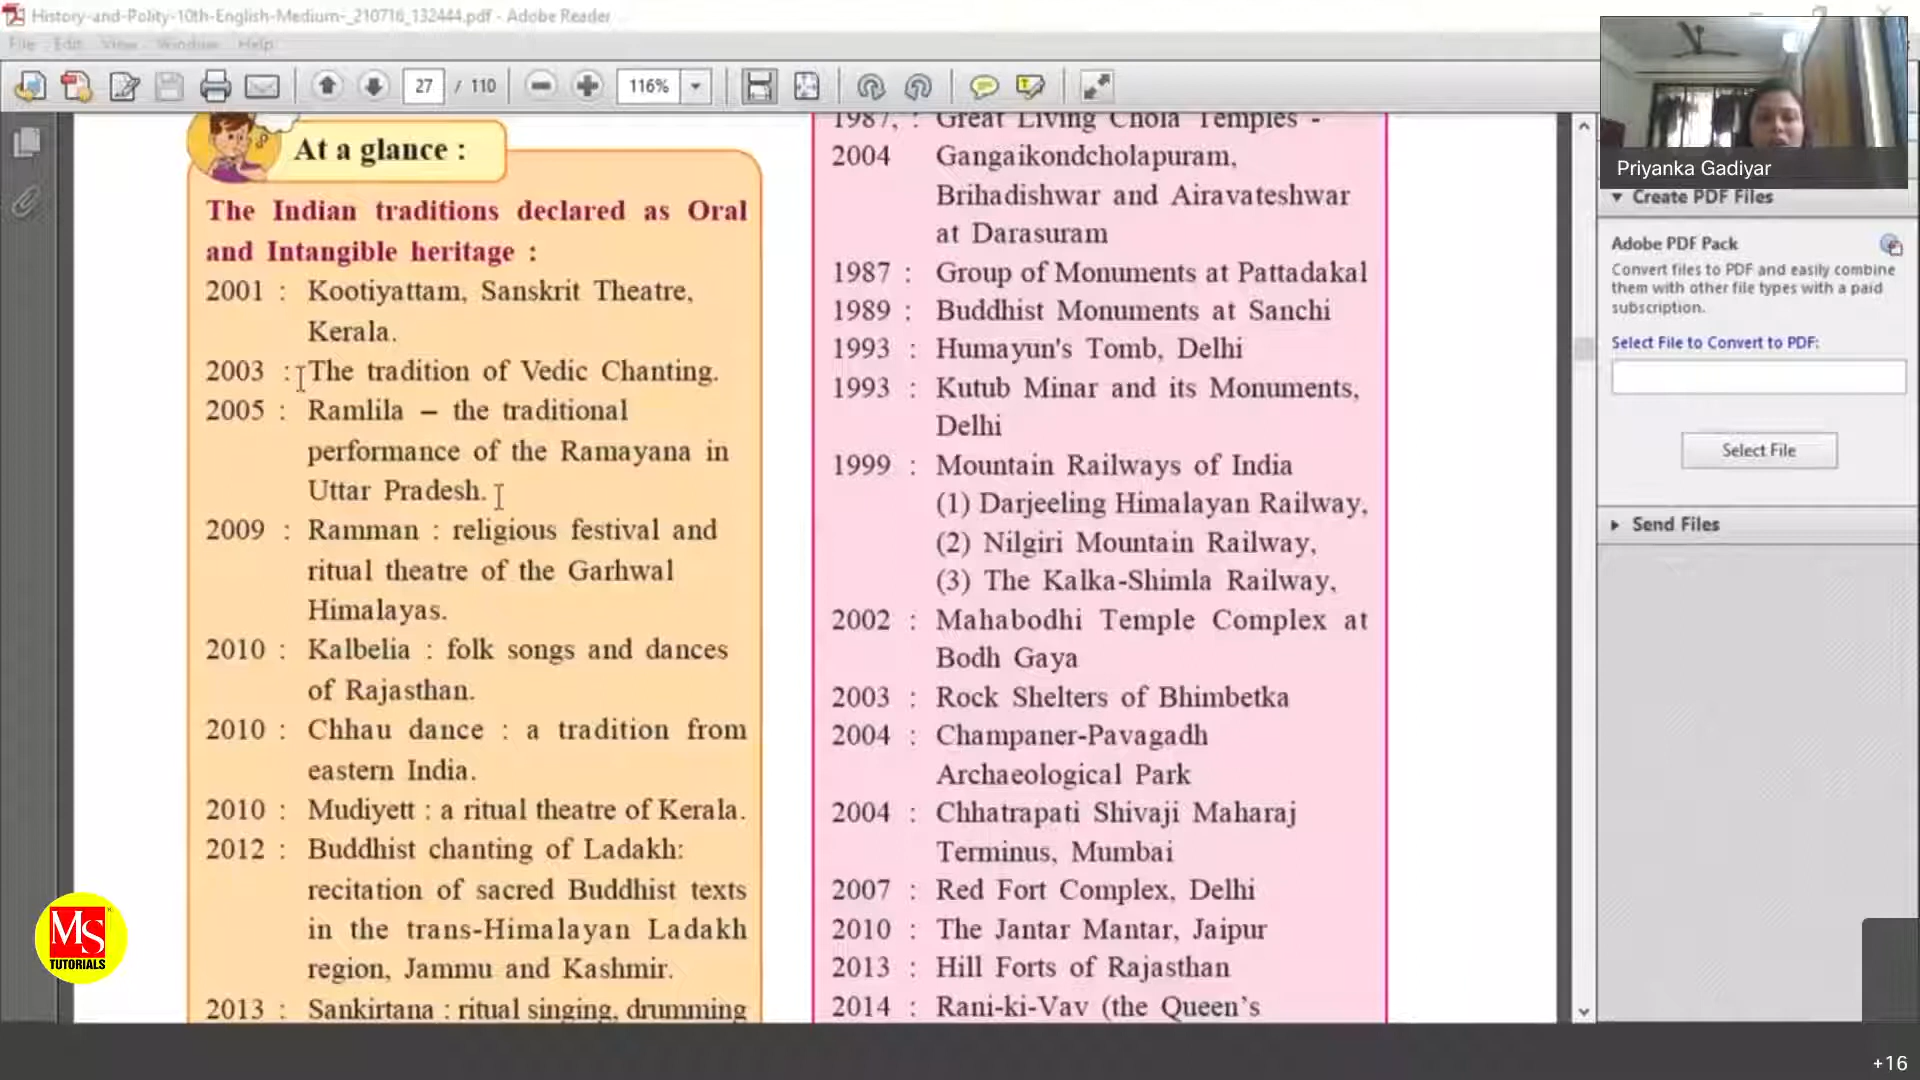 History-and-Polity-10th-English-Medium-_210716_132444.pdf - Adobe Reader
File Edit View Window Help
27 / 110
116%
At a glance :
The Indian traditions declared as Oral
and Intangible heritage :
2001 : Kootiyattam, Sanskrit Theatre,
Kerala.
2003 : The tradition of Vedic Chanting.
2005 : Ramlila – the traditional
performance of the Ramayana in
Uttar Pradesh.
2009 : Ramman : religious festival and
ritual theatre of the Garhwal
Himalayas.
2010 : Kalbelia : folk songs and dances
of Rajasthan.
2010 : Chhau dance : a tradition from
eastern India.
2010 : Mudiyett : a ritual theatre of Kerala.
2012 : Buddhist chanting of Ladakh:
recitation of sacred Buddhist texts
in the trans-Himalayan Ladakh
region, Jammu and Kashmir.
2013 : Sankirtana : ritual singing, drumming
1987, : Great Living Chola Temples -
2004 Gangaikondcholapuram,
Brihadishwar and Airavateshwar
at Darasuram
1987 : Group of Monuments at Pattadakal
1989 : Buddhist Monuments at Sanchi
1993 : Humayun's Tomb, Delhi
1993 : Kutub Minar and its Monuments,
Delhi
1999 : Mountain Railways of India
(1) Darjeeling Himalayan Railway,
(2) Nilgiri Mountain Railway,
(3) The Kalka-Shimla Railway,
2002 : Mahabodhi Temple Complex at
Bodh Gaya
2003 : Rock Shelters of Bhimbetka
2004 : Champaner-Pavagadh
Archaeological Park
2004 : Chhatrapati Shivaji Maharaj
Terminus, Mumbai
2007 : Red Fort Complex, Delhi
2010 : The Jantar Mantar, Jaipur
2013 : Hill Forts of Rajasthan
2014 : Rani-ki-Vav (the Queen's
Priyanka Gadiyar
Create PDF Files
Adobe PDF Pack
Convert files to PDF and easily combine
them with other file types with a paid
subscription.
Select File to Convert to PDF:
Select File
Send Files
MS
TUTORIALS
+16